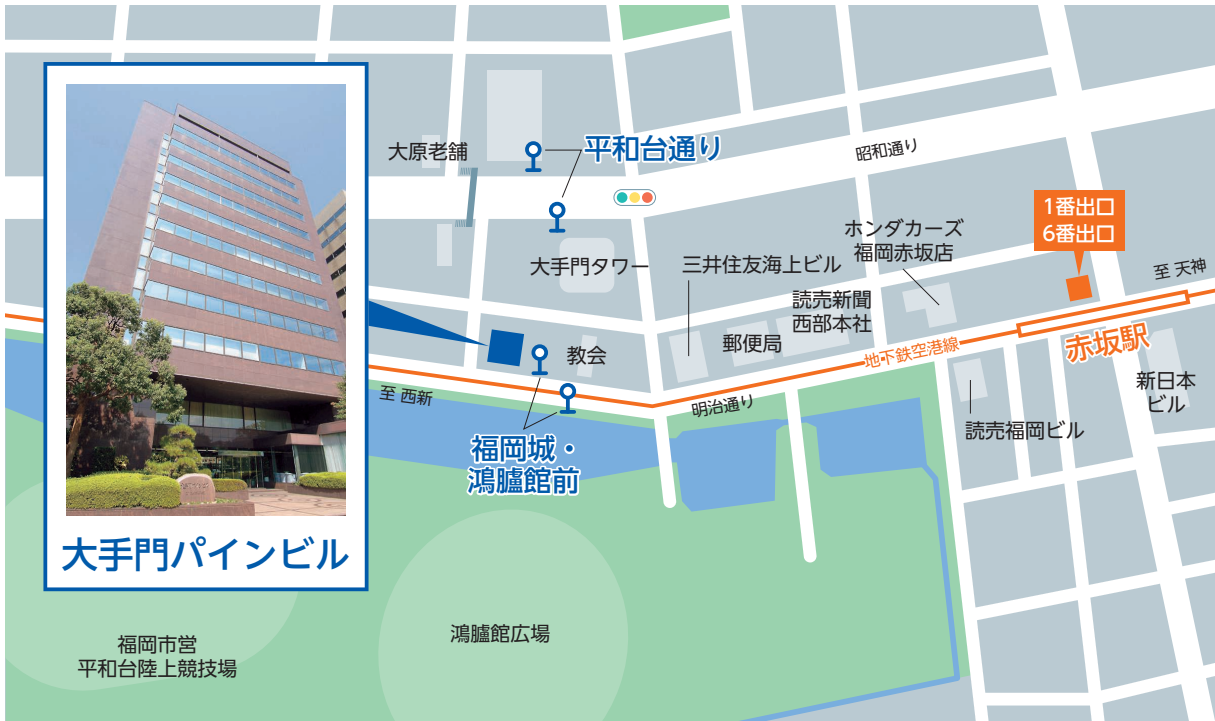 大原老舗
平和台通り
昭和通り
1番出口
6番出口
ホンダカーズ
福岡赤坂店
大手門タワー
三井住友海上ビル
至 天神
読売新聞
西部本社
郵便局
教会
地下鉄空港線
赤坂駅
至 西新
明治通り
新日本
ビル
読売福岡ビル
福岡城・
鴻臚館前
大手門パインビル
鴻臚館広場
福岡市営
平和台陸上競技場